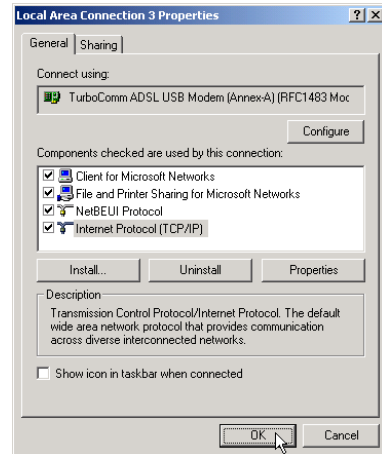 Local Area Connection 3 Properties
General
Sharing
Connect using:
TurboComm ADSL USB Modem (Annex-A) (RFC1483 Moc
Configure
Components checked are used by this connection:
Client for Microsoft Networks
File and Printer Sharing for Microsoft Networks
NetBEUI Protocol
Internet Protocol (TCP/IP)
Install...
Uninstall
Properties
Description
Transmission Control Protocol/Internet Protocol. The default
wide area network protocol that provides communication
across diverse interconnected networks.
Show icon in taskbar when connected
OK
Cancel